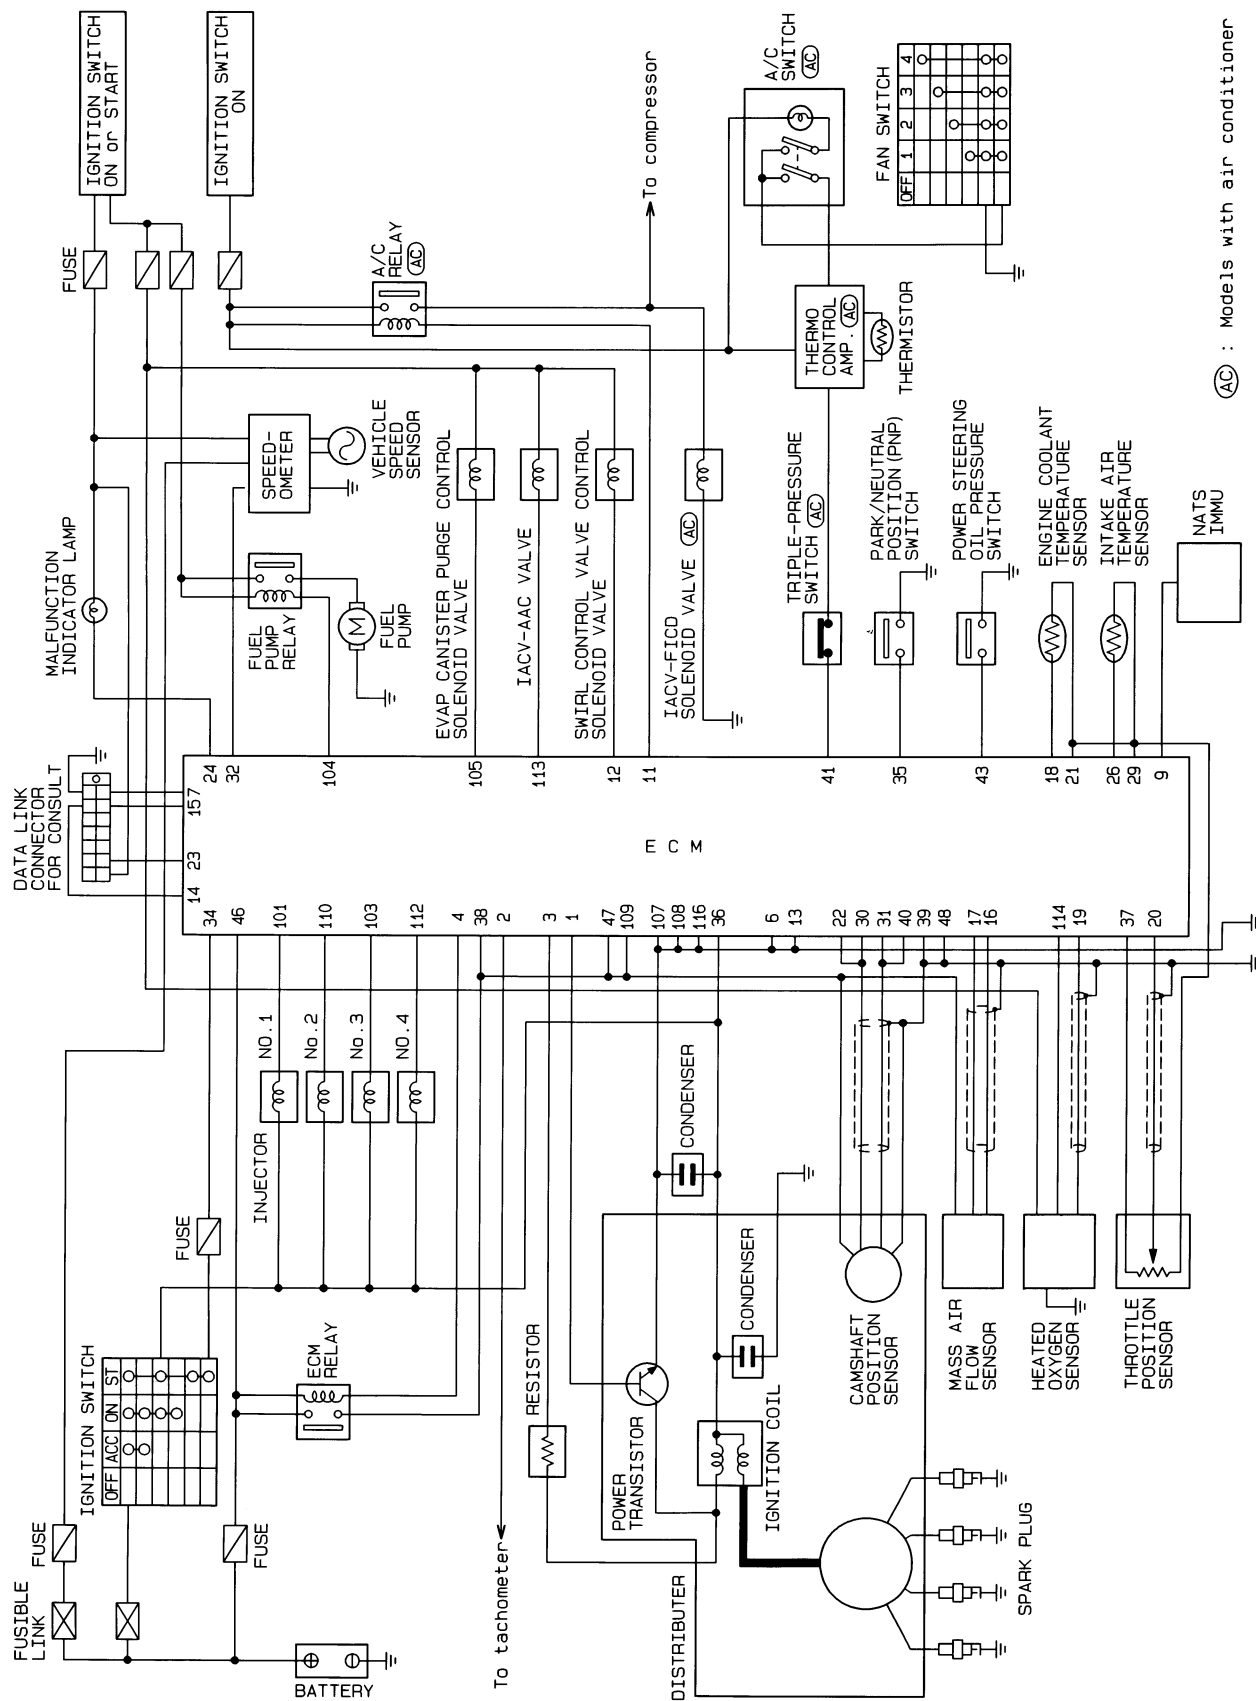 BATTERY
FUSIBLE
LINK
FUSE
FUSE
IGNITION SWITCH
OFF
ACC
ON
ST
FUSE
ECM
RELAY
INJECTOR
NO.1
No.2
No.3
NO.4
DATA LINK
CONNECTOR
FOR CONSULT
MALFUNCTION
INDICATOR LAMP
FUEL
PUMP
RELAY
FUEL
PUMP
SPEED-
OMETER
VEHICLE
SPEED
SENSOR
FUSE
IGNITION SWITCH
ON or START
IGNITION SWITCH
ON
A/C
RELAY
AC
EVAP CANISTER PURGE CONTROL
SOLENOID VALVE
IACV-AAC VALVE
SWIRL CONTROL VALVE CONTROL
SOLENOID VALVE
IACV-FICD
SOLENOID VALVE AC
To compressor
A/C
SWITCH
AC
FAN SWITCH
OFF
1
2
3
4
THERMO
CONTROL
AMP. AC
THERMISTOR
TRIPLE-PRESSURE
SWITCH AC
PARK/NEUTRAL
POSITION(PNP)
SWITCH
POWER STEERING
OIL PRESSURE
SWITCH
ENGINE COOLANT
TEMPERATURE
SENSOR
INTAKE AIR
TEMPERATURE
SENSOR
NATS
IMMU
14
23
15
7
24
32
104
105
113
12
11
41
35
43
18
21
26
29
9
E C M
34
46
101
110
103
112
4
38
2
3
1
47
109
107
108
116
36
6
13
22
30
31
40
39
48
17
16
114
19
37
20
To tachometer
RESISTOR
POWER
TRANSISTOR
CONDENSER
CONDENSER
IGNITION COIL
DISTRIBUTER
SPARK PLUG
CAMSHAFT
POSITION
SENSOR
MASS AIR
FLOW
SENSOR
HEATED
OXYGEN
SENSOR
THROTTLE
POSITION
SENSOR
M
AC : Models with air conditioner